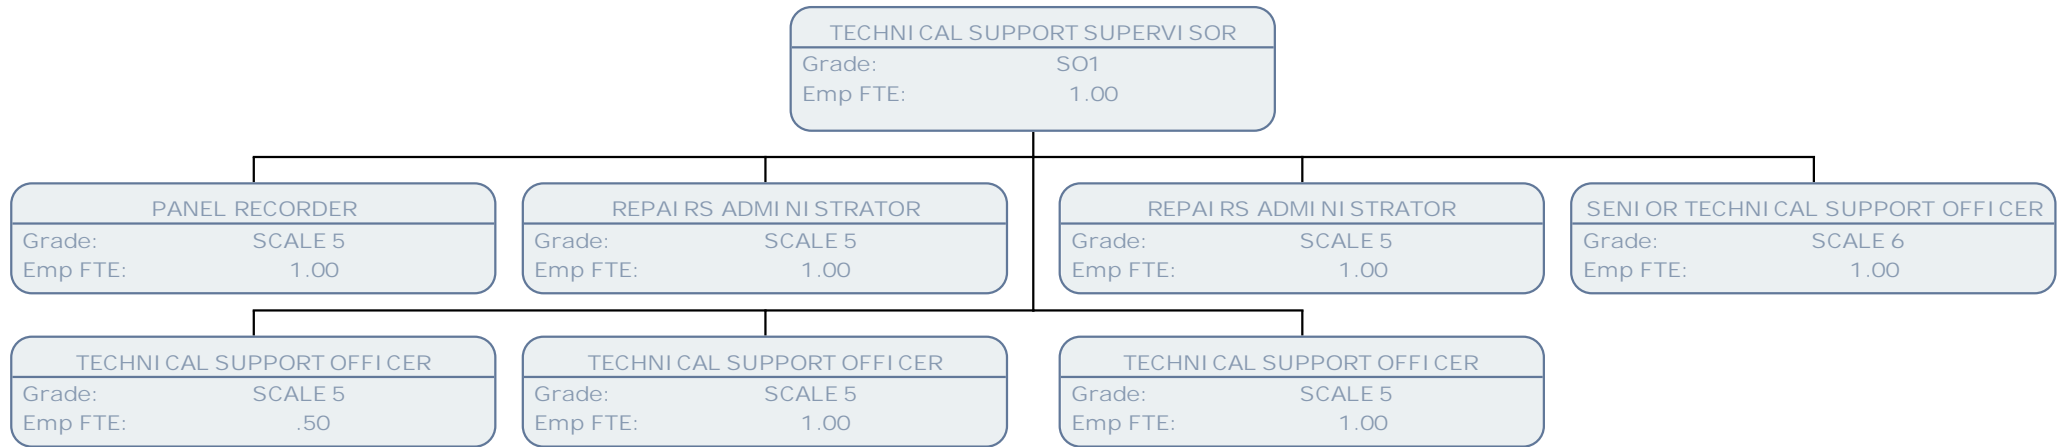 TECHNICAL SUPPORT SUPERVISOR
Grade: SO1
Emp FTE: 1.00
PANEL RECORDER
Grade: SCALE 5
Emp FTE: 1.00
REPAIRS ADMINISTRATOR
Grade: SCALE 5
Emp FTE: 1.00
REPAIRS ADMINISTRATOR
Grade: SCALE 5
Emp FTE: 1.00
SENIOR TECHNICAL SUPPORT OFFICER
Grade: SCALE 6
Emp FTE: 1.00
TECHNICAL SUPPORT OFFICER
Grade: SCALE 5
Emp FTE: .50
TECHNICAL SUPPORT OFFICER
Grade: SCALE 5
Emp FTE: 1.00
TECHNICAL SUPPORT OFFICER
Grade: SCALE 5
Emp FTE: 1.00